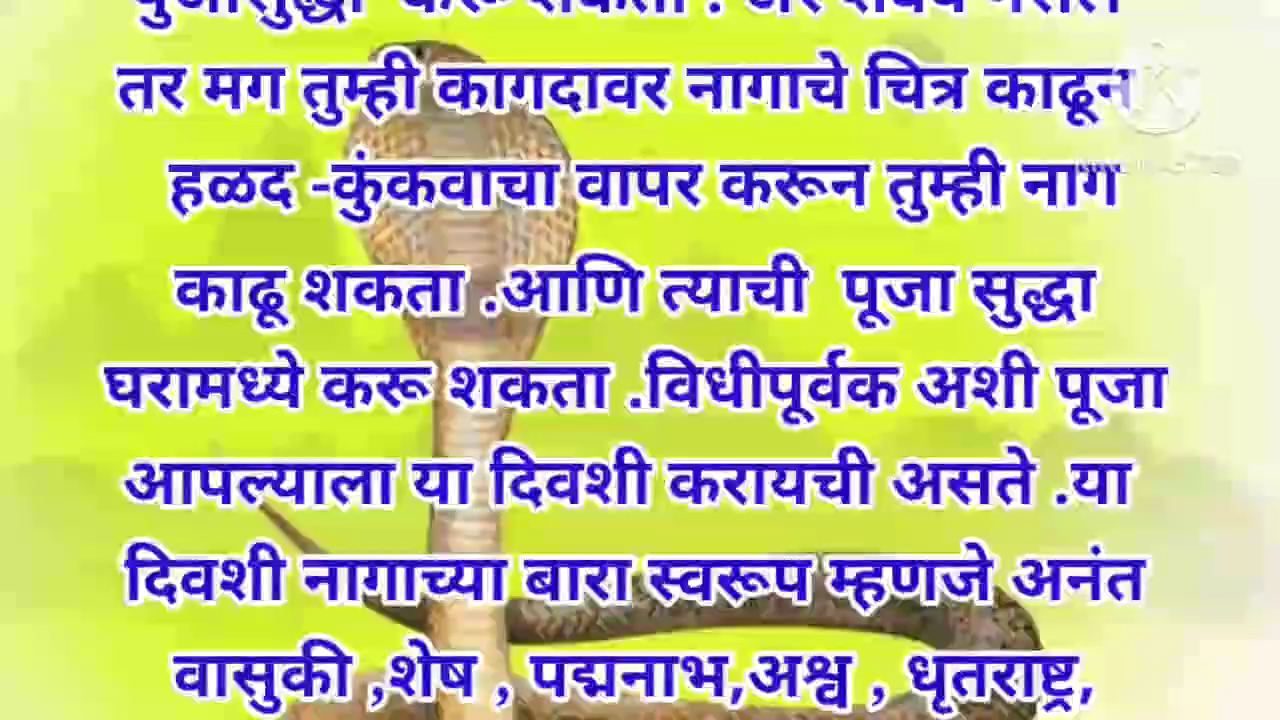 तर मग तुम्ही कागदावर नागाचे चित्र काढून
हळद -कुंकवाचा वापर करून तुम्ही नाग
काढू शकता .आणि त्याची पूजा सुद्धा
घरामध्ये करू शकता .विधीपूर्वक अशी पूजा
आपल्याला या दिवशी करायची असते .या
दिवशी नागाच्या बारा स्वरूप म्हणजे अनंत
वासुकी ,शेष , पद्मनाभ,अश्व , धृतराष्ट्र,